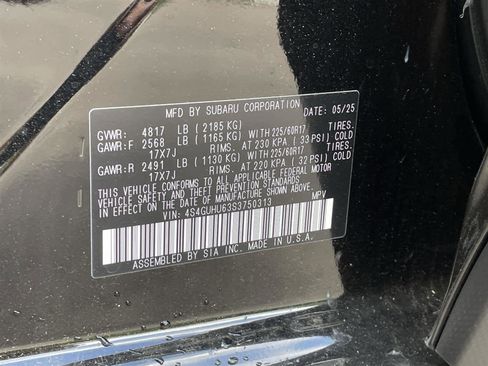 MFD BY SUBARU CORPORATION DATE: 05/25
GVWR: 4817 LB (2185 KG)
GAWR:F 2568 LB (1165 KG) WITH 225/60R17 TIRES.
17X7J RIMS. AT 230 KPA (33 PSI) COLD
GAWR:R 2491 LB (1130 KG) WITH 225/60R17 TIRES.
17X7J RIMS. AT 220 KPA (32 PSI) COLD
THIS VEHICLE CONFORMS TO ALL APPLICABLE FEDERAL MOTOR
VEHICLE SAFETY AND THEFT PREVENTION STANDARDS
IN EFFECT ON THE DATE OF MANUFACTURE SHOWN ABOVE.
VIN: 4S4GUHU63S3750313 MPV
ASSEMBLED BY SIA INC. MADE IN U.S.A.